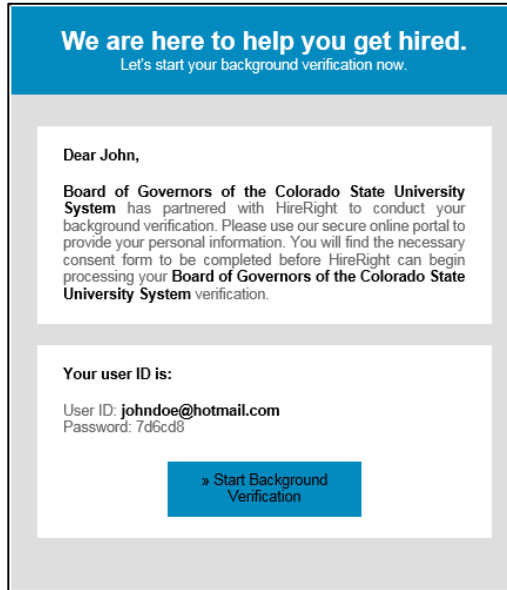 We are here to help you get hired.
Let's start your background verification now.
Dear John,
Board of Governors of the Colorado State University
System has partnered with HireRight to conduct your
background verification. Please use our secure online portal to
provide your personal information. You will find the necessary
consent form to be completed before HireRight can begin
processing your Board of Governors of the Colorado State
University System verification.
Your user ID is:
User ID: johndoe@hotmail.com
Password: 7d6cd8
» Start Background
Verification